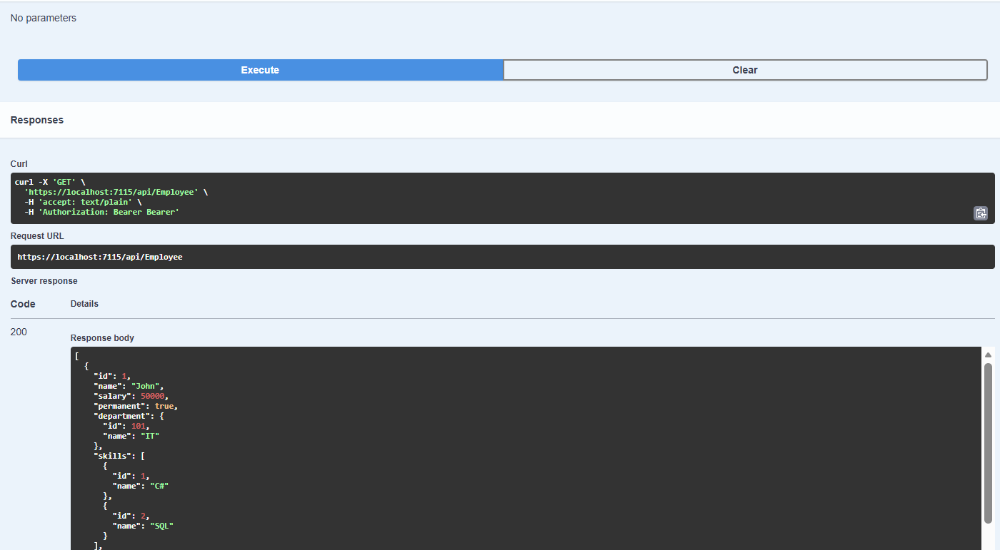 No parameters
Execute
Clear
Responses
Curl
curl -X 'GET' \
  'https://localhost:7115/api/Employee' \
  -H 'accept: text/plain' \
  -H 'Authorization: Bearer Bearer'
Request URL
https://localhost:7115/api/Employee
Server response
Code Details
200
Response body
[
  {
    "id": 1,
    "name": "John",
    "salary": 50000,
    "permanent": true,
    "department": {
      "id": 101,
      "name": "IT"
    },
    "skills": [
      {
        "id": 1,
        "name": "C#"
      },
      {
        "id": 2,
        "name": "SQL"
      }
    ],